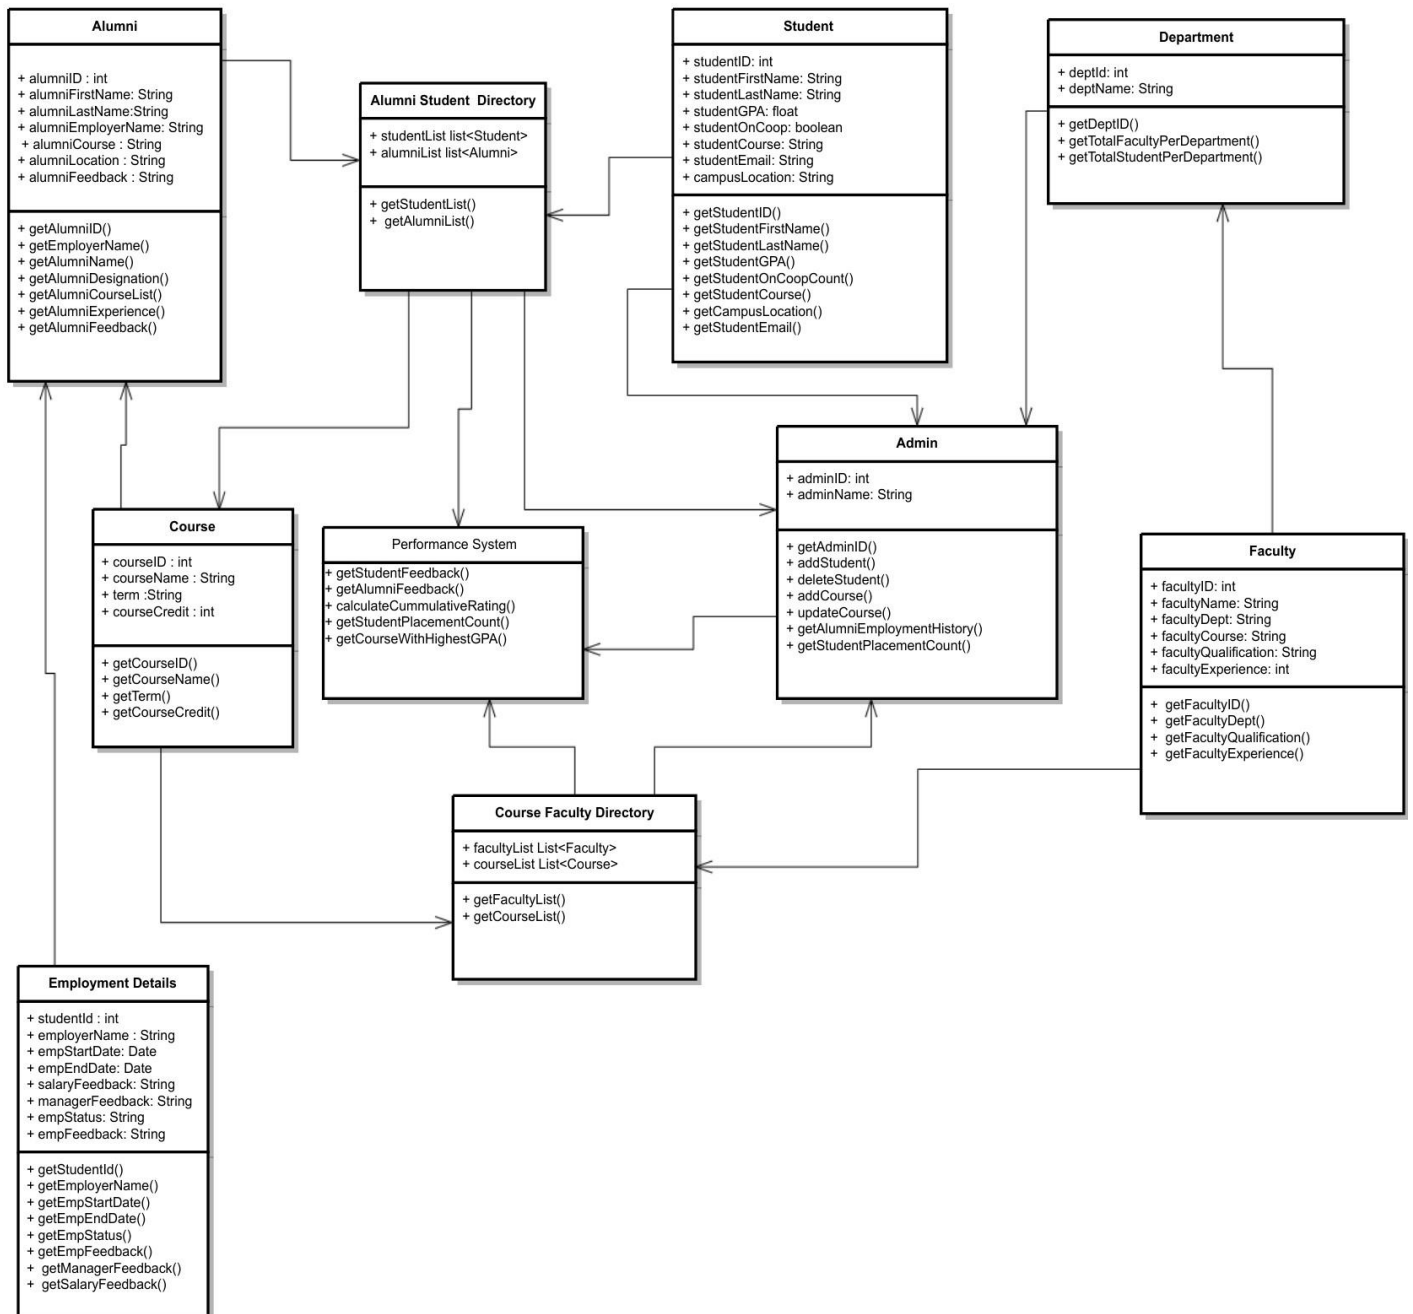 Alumni
+ alumniID : int
+ alumniFirstName: String
+ alumniLastName:String
+ alumniEmployerName: String
+ alumniCourse : String
+ alumniLocation : String
+ alumniFeedback : String
+ getAlumniID()
+ getEmployerName()
+ getAlumniName()
+ getAlumniDesignation()
+ getAlumniCourseList()
+ getAlumniExperience()
+ getAlumniFeedback()
Alumni Student Directory
+ studentList list<Student>
+ alumniList list<Alumni>
+ getStudentList()
+ getAlumniList()
Student
+ studentID: int
+ studentFirstName: String
+ studentLastName: String
+ studentGPA: float
+ studentOnCoop: boolean
+ studentCourse: String
+ studentEmail: String
+ campusLocation: String
+ getStudentID()
+ getStudentFirstName()
+ getStudentLastName()
+ getStudentGPA()
+ getStudentOnCoopCount()
+ getStudentCourse()
+ getCampusLocation()
+ getStudentEmail()
Department
+ deptId: int
+ deptName: String
+ getDeptID()
+ getTotalFacultyPerDepartment()
+ getTotalStudentPerDepartment()
Course
+ courseID : int
+ courseName : String
+ term :String
+ courseCredit : int
+ getCourseID()
+ getCourseName()
+ getTerm()
+ getCourseCredit()
Performance System
+ getStudentFeedback()
+ getAlumniFeedback()
+ calculateCummulativeRating()
+ getStudentPlacementCount()
+ getCourseWithHighestGPA()
Admin
+ adminID: int
+ adminName: String
+ getAdminID()
+ addStudent()
+ deleteStudent()
+ addCourse()
+ updateCourse()
+ getAlumniEmploymentHistory()
+ getStudentPlacementCount()
Faculty
+ facultyID: int
+ facultyName: String
+ facultyDept: String
+ facultyCourse: String
+ facultyQualification: String
+ facultyExperience: int
+ getFacultyID()
+ getFacultyDept()
+ getFacultyQualification()
+ getFacultyExperience()
Course Faculty Directory
+ facultyList List<Faculty>
+ courseList List<Course>
+ getFacultyList()
+ getCourseList()
Employment Details
+ studentId : int
+ employerName : String
+ empStartDate: Date
+ empEndDate: Date
+ salaryFeedback: String
+ managerFeedback: String
+ empStatus: String
+ empFeedback: String
+ getStudentId()
+ getEmployerName()
+ getEmpStartDate()
+ getEmpEndDate()
+ getEmpStatus()
+ getEmpFeedback()
+ getManagerFeedback()
+ getSalaryFeedback()